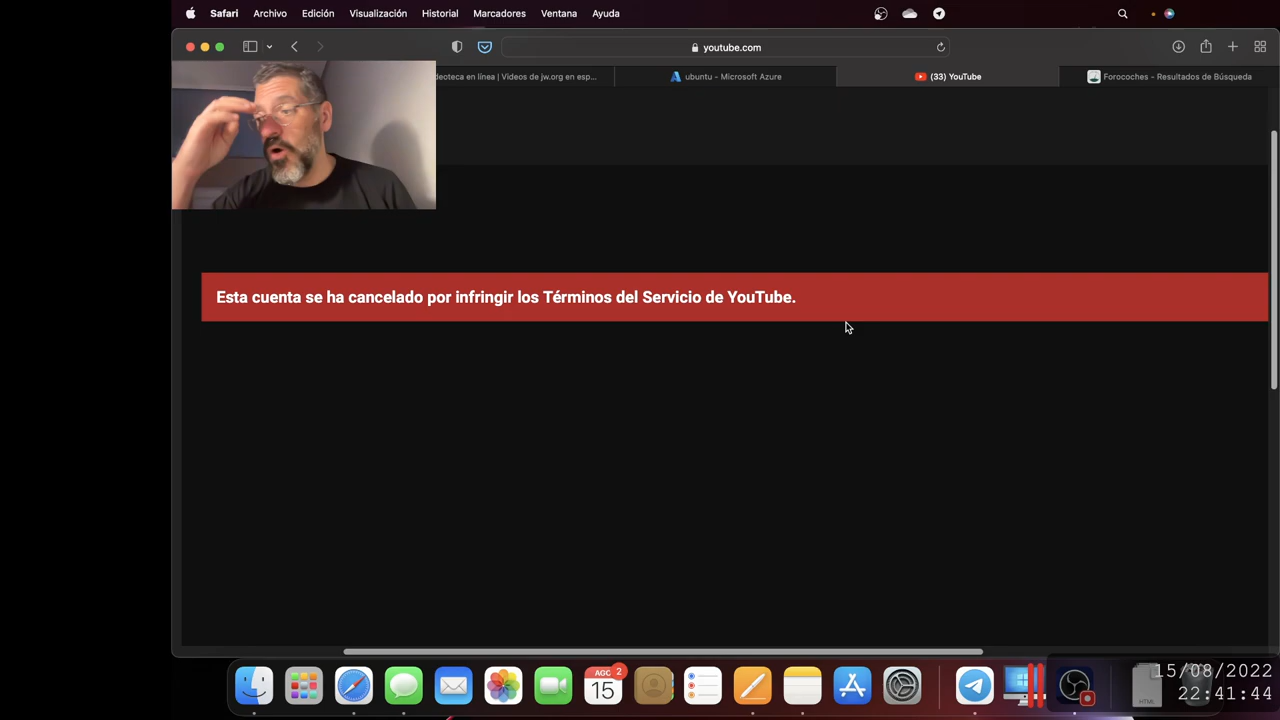 Safari Archivo Edición Visualización Historial Marcadores Ventana Ayuda
youtube.com
deoteca en línea | Videos de jw.org en esp...
ubuntu - Microsoft Azure
(33) YouTube
Forocoches - Resultados de Búsqueda
Esta cuenta se ha cancelado por infringir los Términos del Servicio de YouTube.
AGC
2
15
HTML
15/08/2022
22:41:44